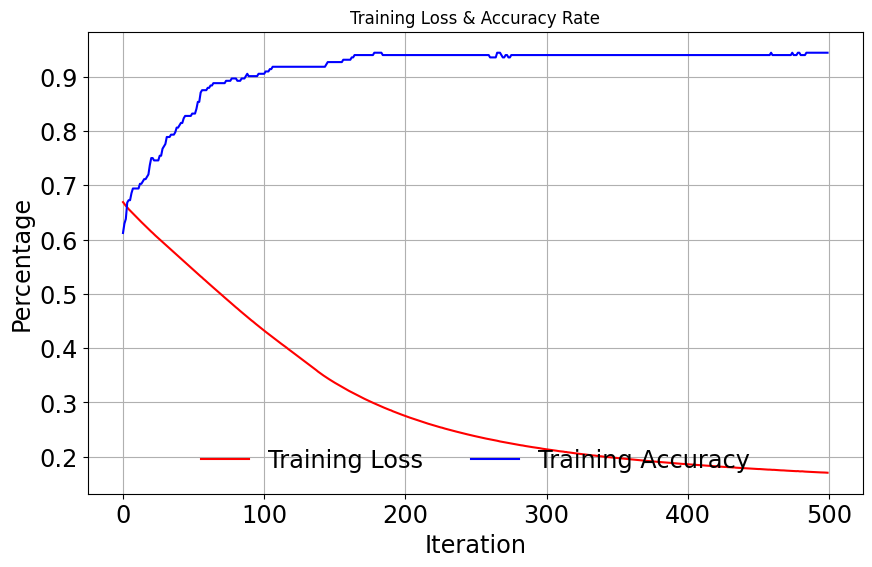 Training Loss & Accuracy Rate
Percentage
0.9
0.8
0.7
0.6
0.5
0.4
0.3
0.2
Training Loss Training Accuracy
0 100 200 300 400 500
Iteration